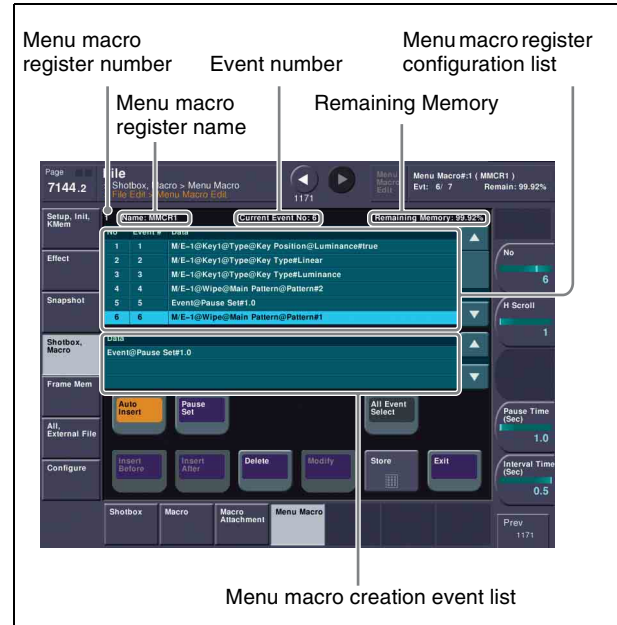 Menu macro
register number
Event number
Menu macro register
configuration list
Menu macro
register name
Remaining Memory
Page
7144.2
File
Shotbox, Macro > Menu Macro
File Edit > Menu Macro Edit
1171
Menu
Macro
Edit
Menu Macro#:1 ( MMCR1 )
Evt: 6/ 7 Remain: 99.92%
Setup, Init,
KMem
1 Name: MMCR1 Current Event No: 6 Remaining Memory: 99.92%
No Event # Data
1 1 M/E-1@Key1@Type@Key Position@Luminance#true
2 2 M/E-1@Key1@Type@Key Type#Linear
3 3 M/E-1@Key1@Type@Key Type#Luminance
4 4 M/E-1@Wipe@Main Pattern@Pattern#2
5 5 Event@Pause Set#1.0
6 6 M/E-1@Wipe@Main Pattern@Pattern#1
Data
Event@Pause Set#1.0
Effect
Snapshot
Shotbox,
Macro
Frame Mem
All,
External File
Configure
No
6
H Scroll
1
Pause Time
(Sec)
1.0
Interval Time
(Sec)
0.5
Auto
Insert
Pause
Set
All Event
Select
Insert
Before
Insert
After
Delete
Modify
Store
Exit
Shotbox
Macro
Macro
Attachment
Menu Macro
Prev
1171
Menu macro creation event list